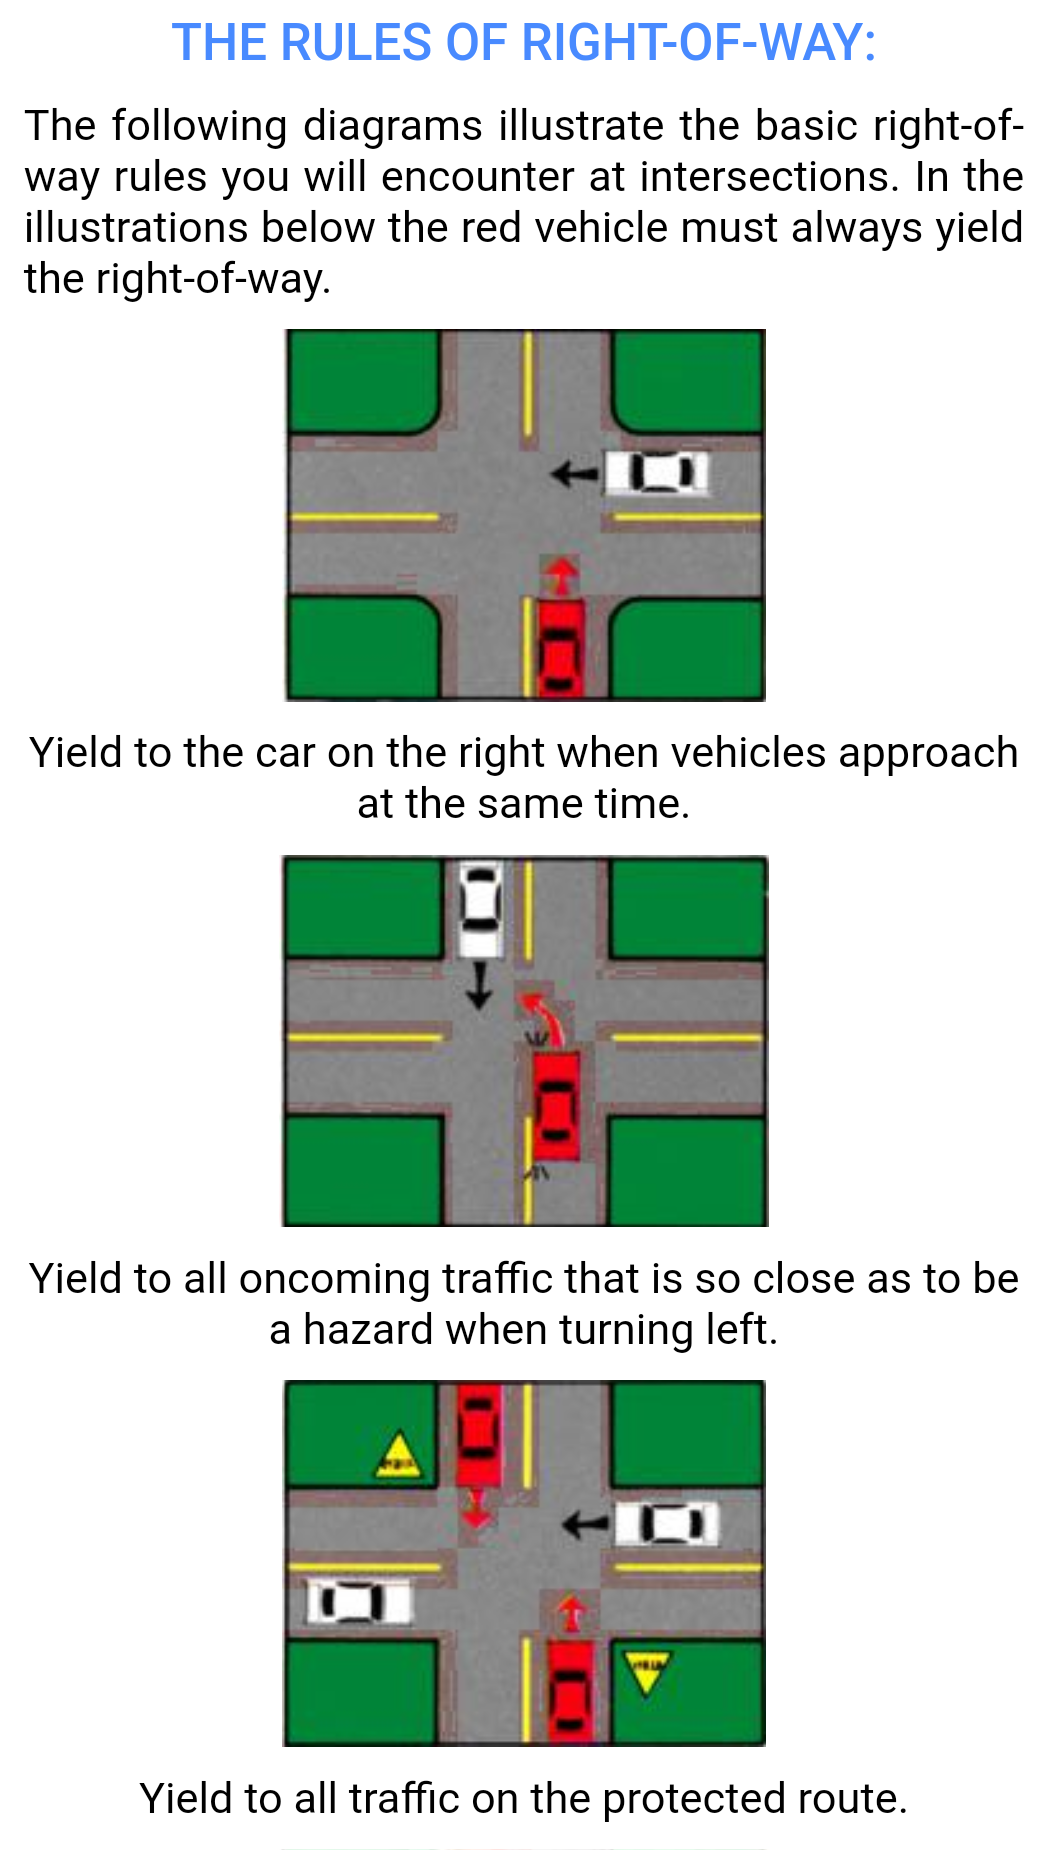 THE RULES OF RIGHT-OF-WAY:
The following diagrams illustrate the basic right-of-
way rules you will encounter at intersections. In the
illustrations below the red vehicle must always yield
the right-of-way.
Yield to the car on the right when vehicles approach
at the same time.
Yield to all oncoming traffic that is so close as to be
a hazard when turning left.
Yield to all traffic on the protected route.